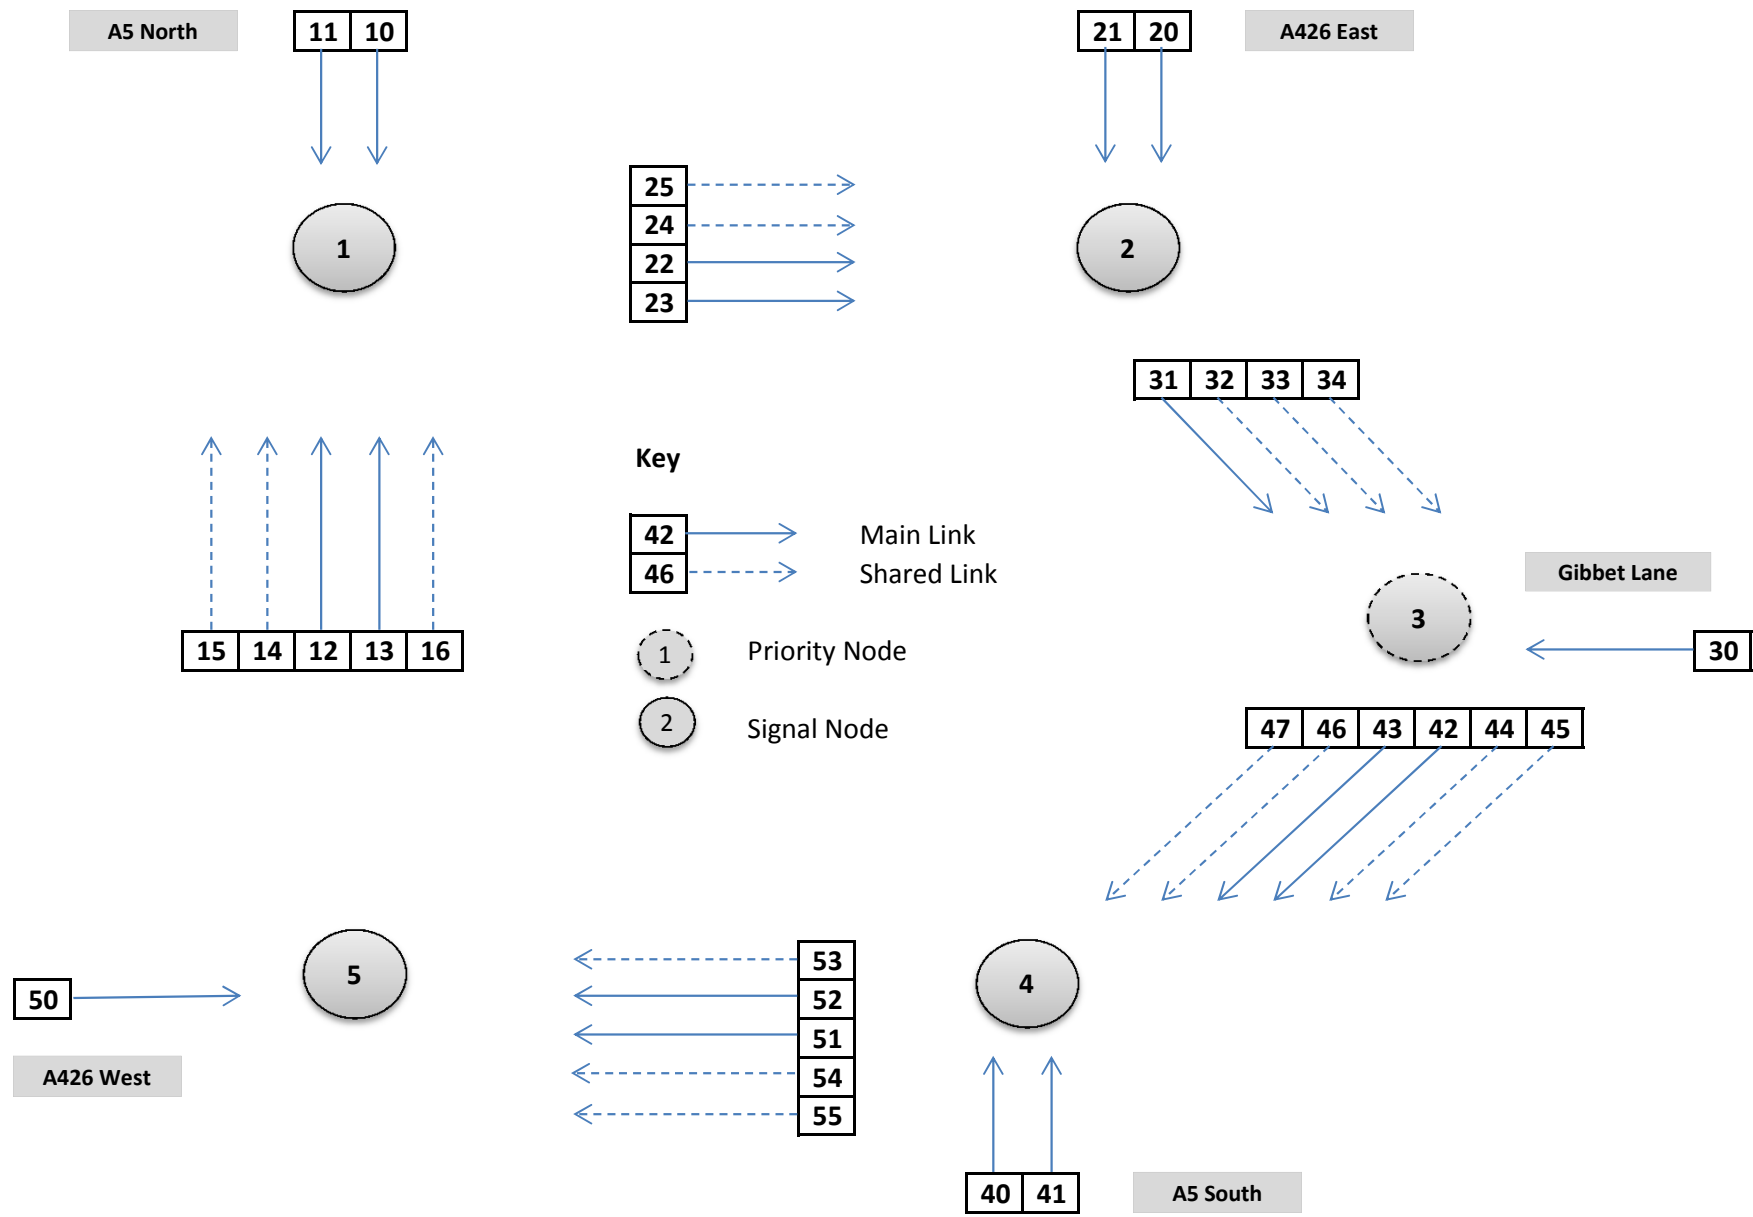 A5 North 11 10 21 20 A426 East
25
24
1 22 2
23
31 32 33 34
Key
42 Main Link
46 Shared Link
Gibbet Lane
3
15 14 12 13 16 1 Priority Node 30
2 Signal Node 47 46 43 42 44 45
53
5 52 4
50 51
A426 West 54
55
40 41 A5 South